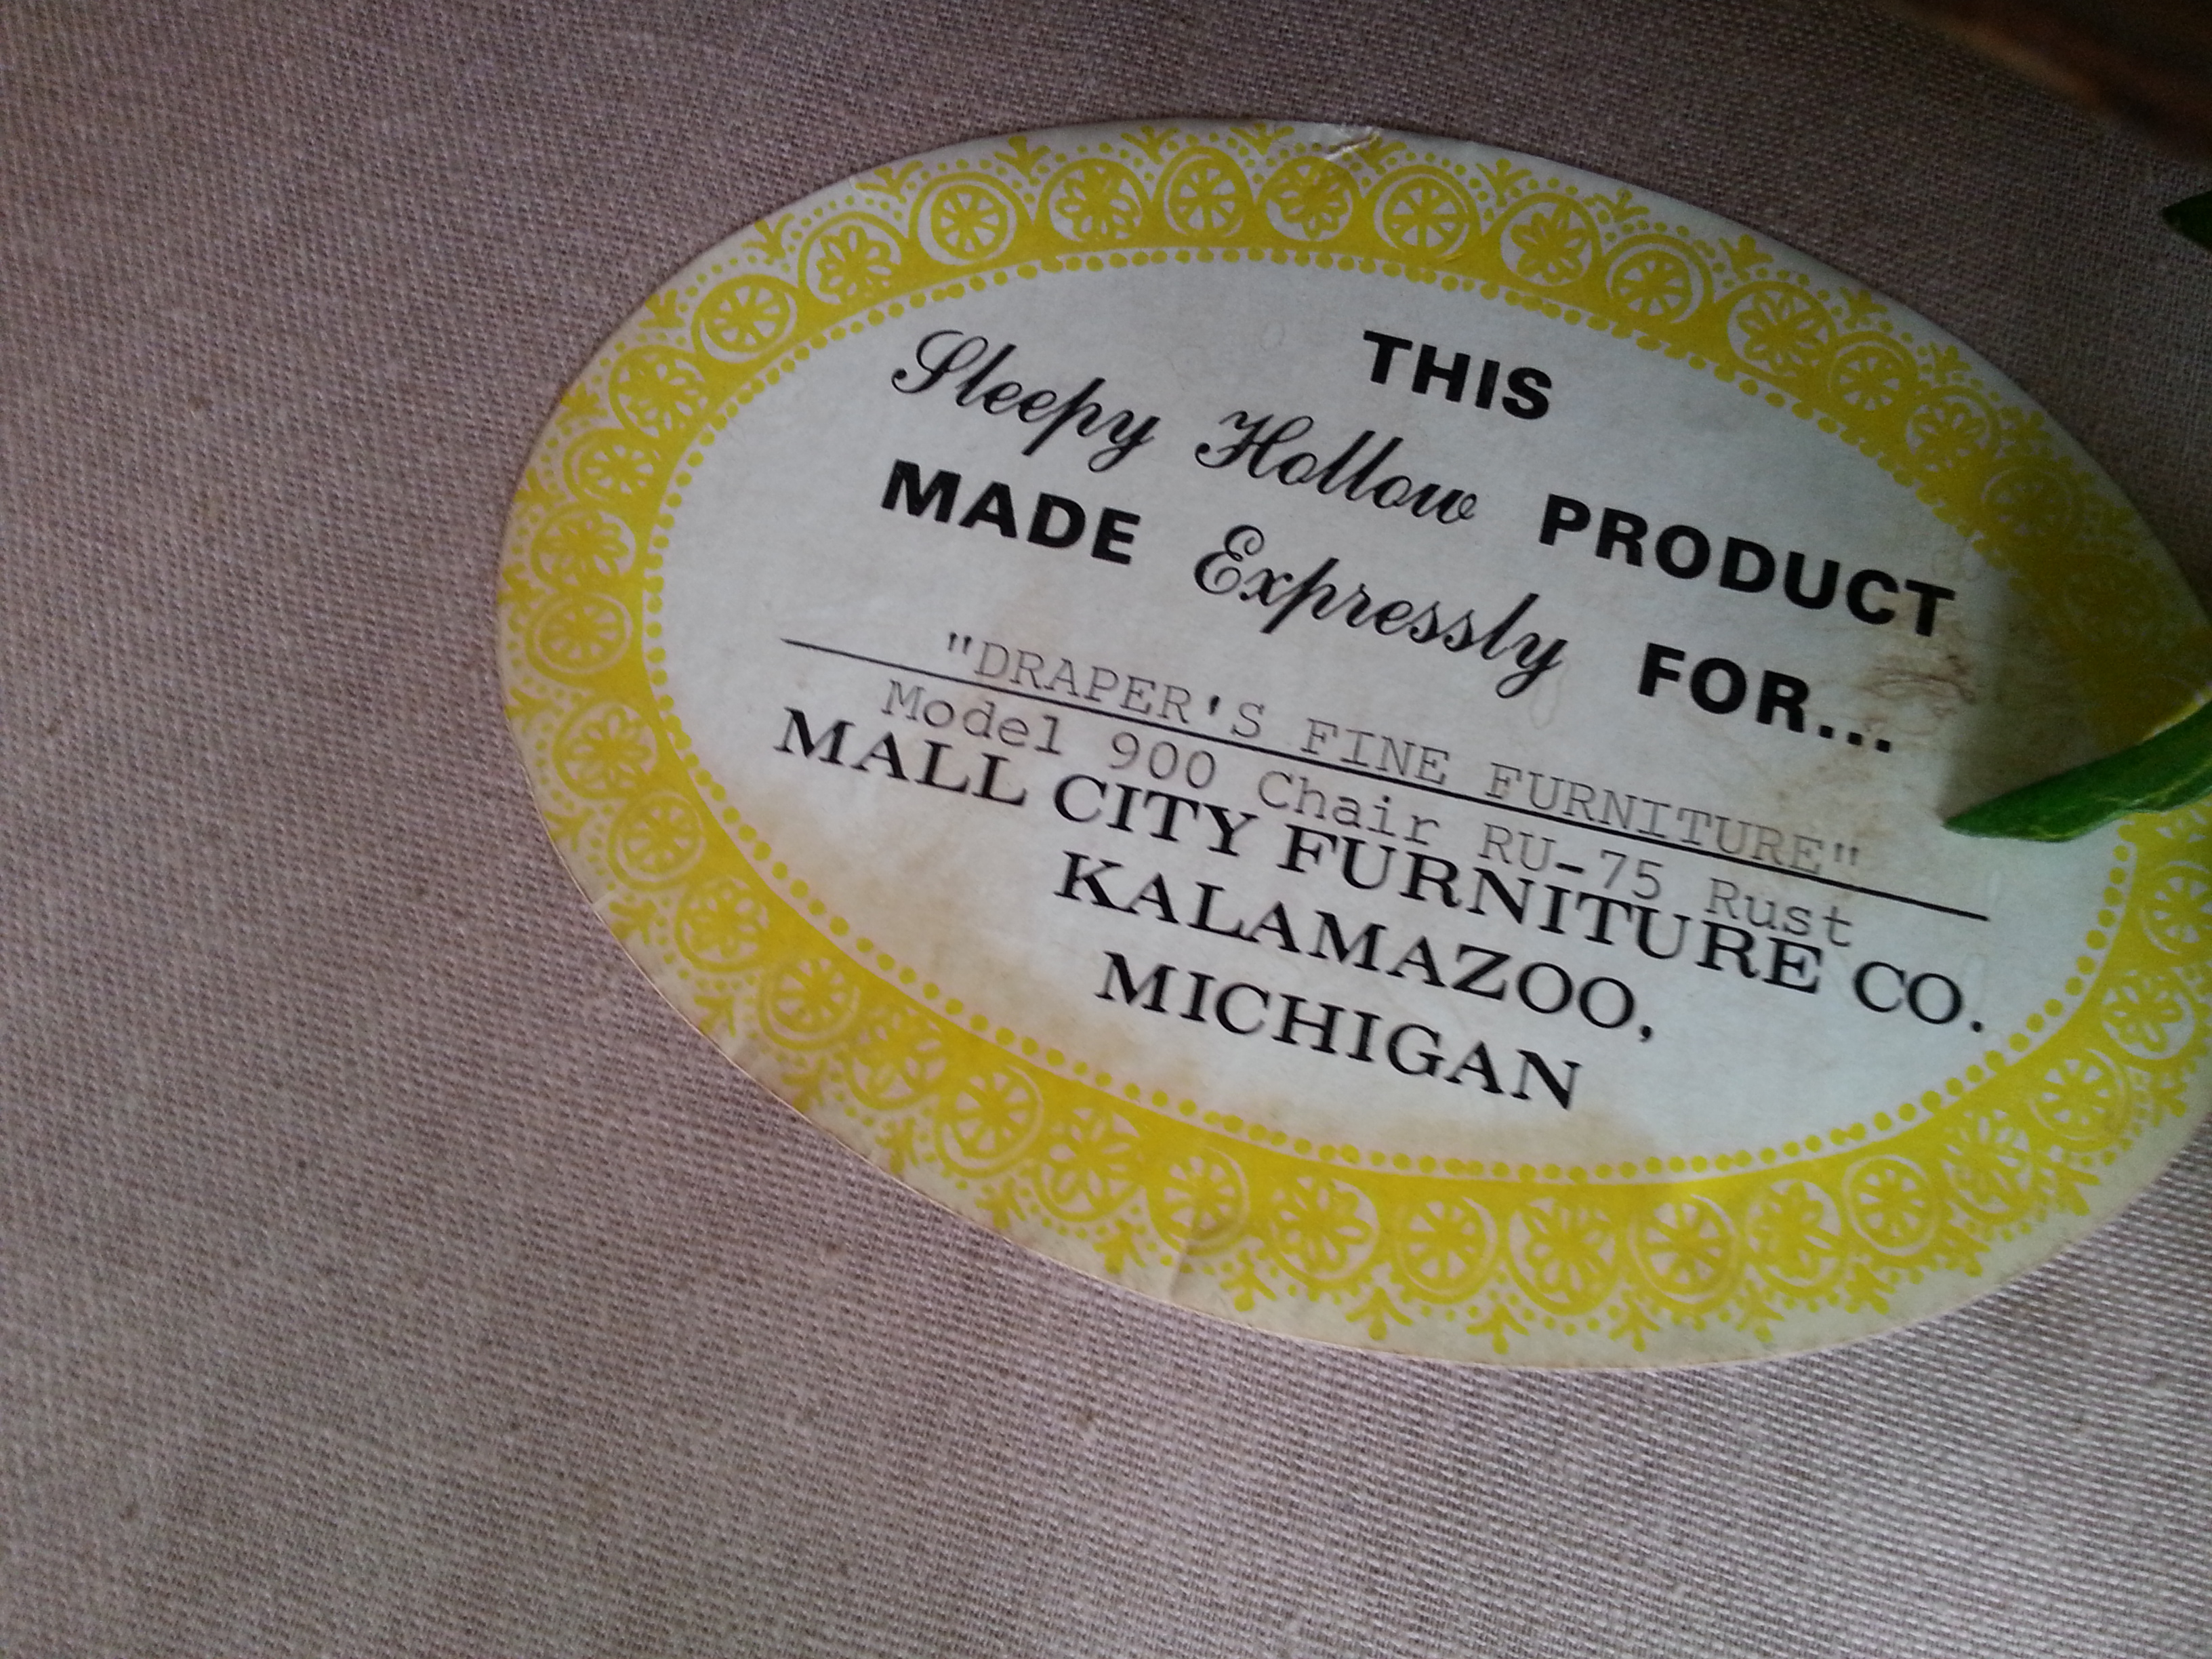 THIS
Sleepy Hollow PRODUCT
MADE Expressly FOR...
"DRAPER'S FINE FURNITURE"
Model 900 Chair RU-75 Rust
MALL CITY FURNITURE CO.
KALAMAZOO,
MICHIGAN